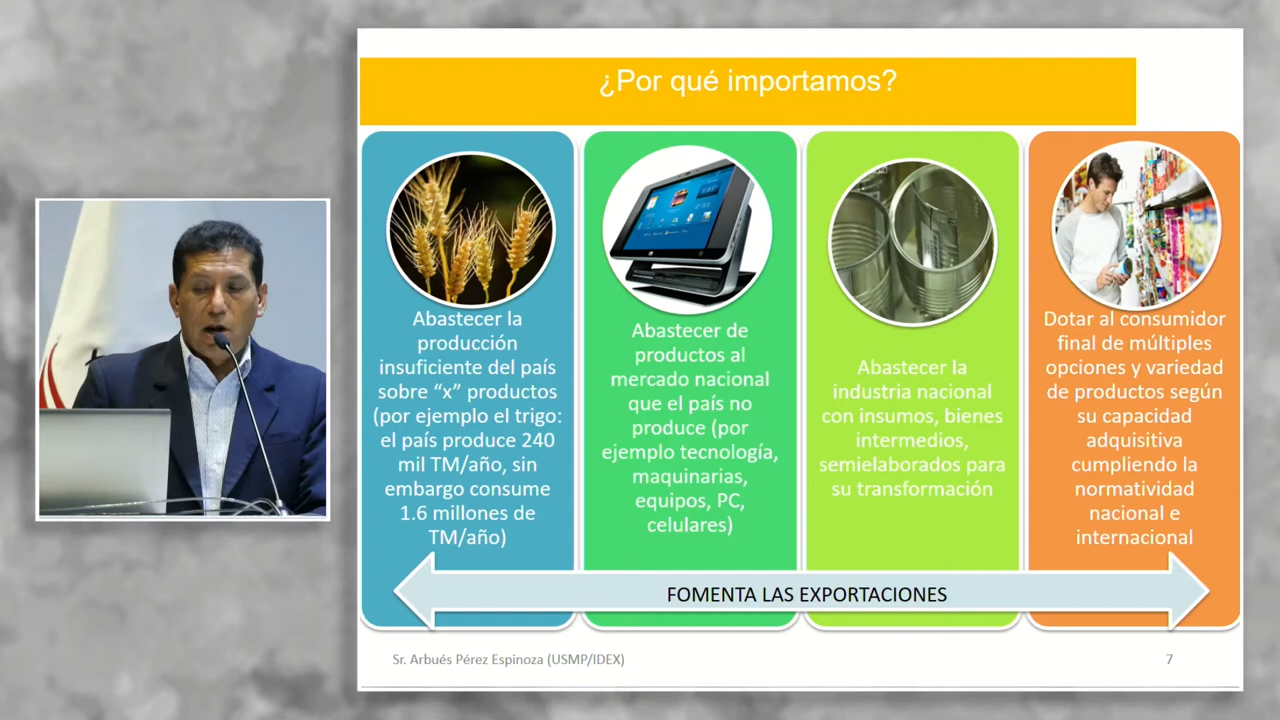 ¿Por qué importamos?
Abastecer la
producción
insuficiente del país
sobre “x” productos
(por ejemplo el trigo:
el país produce 240
mil TM/año, sin
embargo consume
1.6 millones de
TM/año)
Abastecer de
productos al
mercado nacional
que el país no
produce (por
ejemplo tecnología,
maquinarias,
equipos, PC,
celulares)
Abastecer la
industria nacional
con insumos, bienes
intermedios,
semielaborados para
su transformación
Dotar al consumidor
final de múltiples
opciones y variedad
de productos según
su capacidad
adquisitiva
cumpliendo la
normatividad
nacional e
internacional
FOMENTA LAS EXPORTACIONES
Sr. Arbués Pérez Espinoza (USMP/IDEX)
7